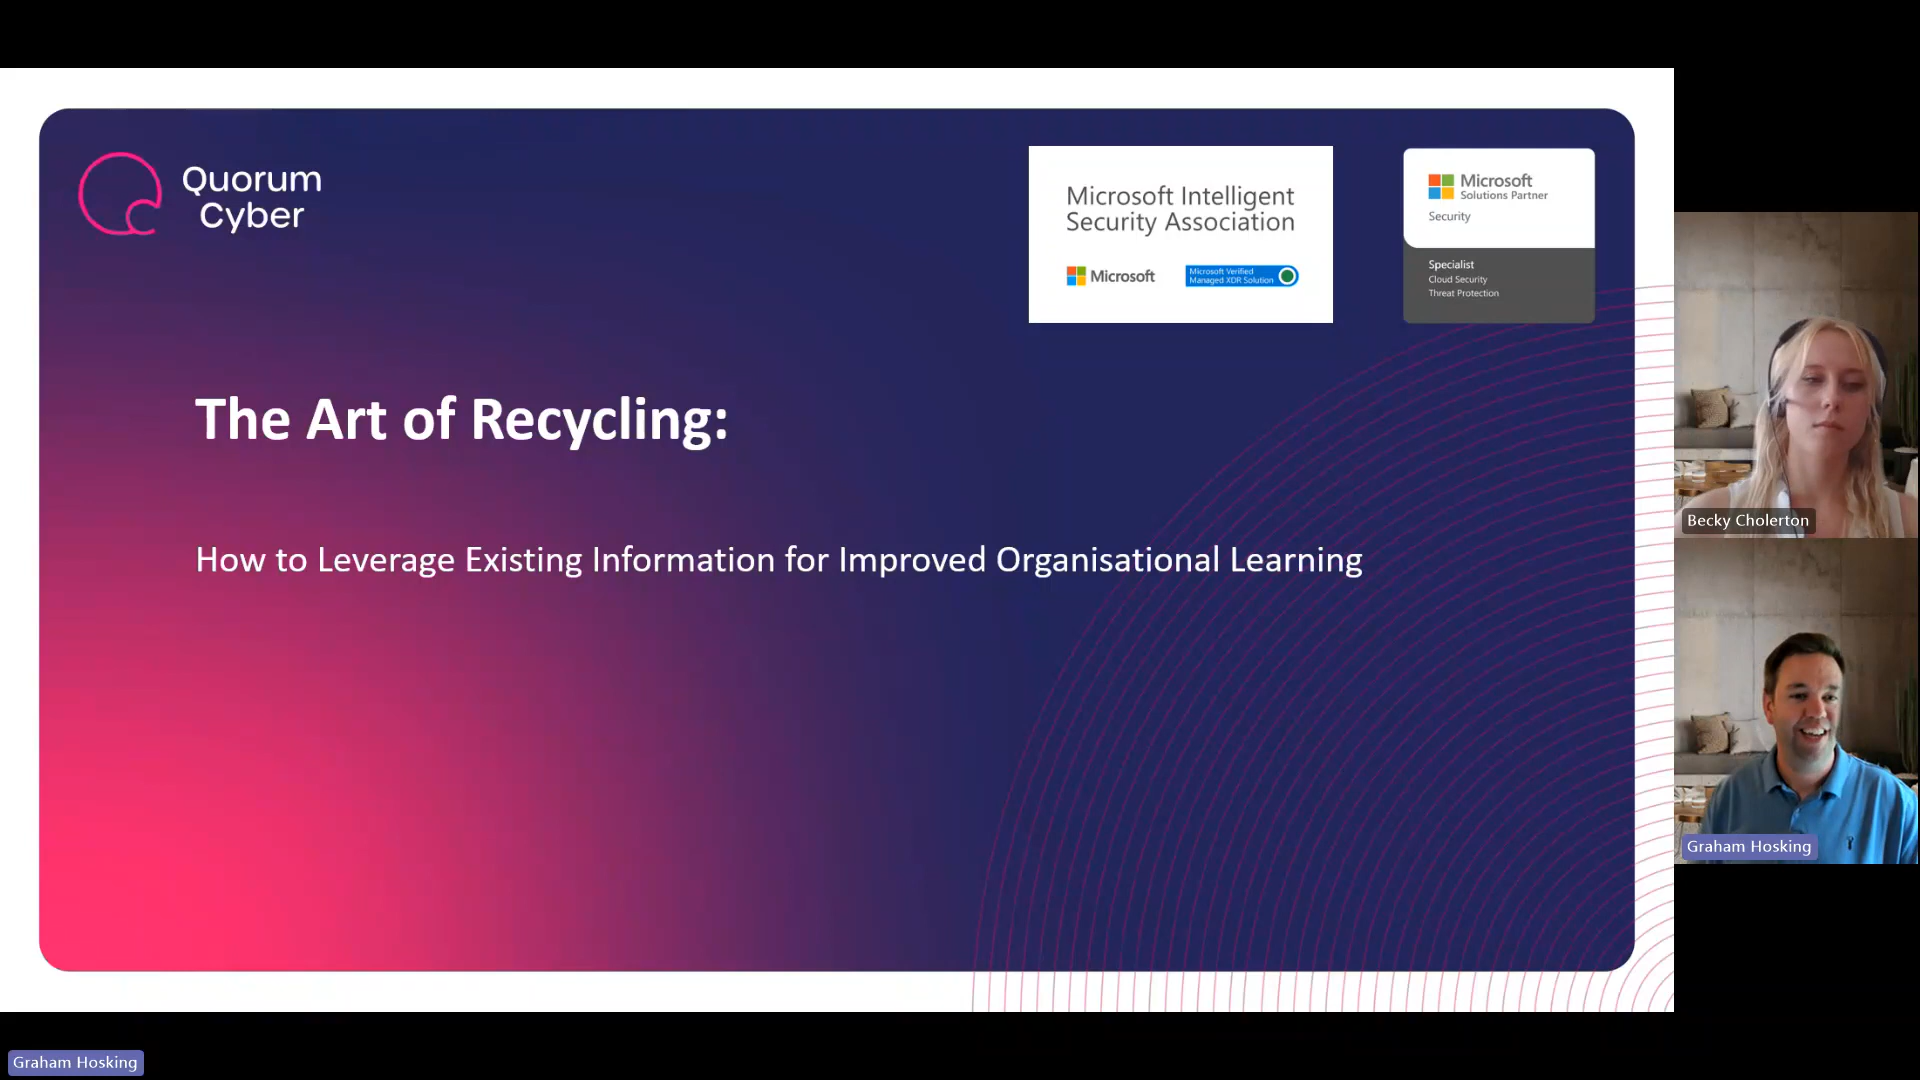 Quorum
Cyber
Microsoft Intelligent
Security Association
Microsoft
Microsoft Verified
Managed XDR Solution
Microsoft
Solutions Partner
Security
Specialist
Cloud Security
Threat Protection
The Art of Recycling:
How to Leverage Existing Information for Improved Organisational Learning
Becky Cholerton
Graham Hosking
Graham Hosking